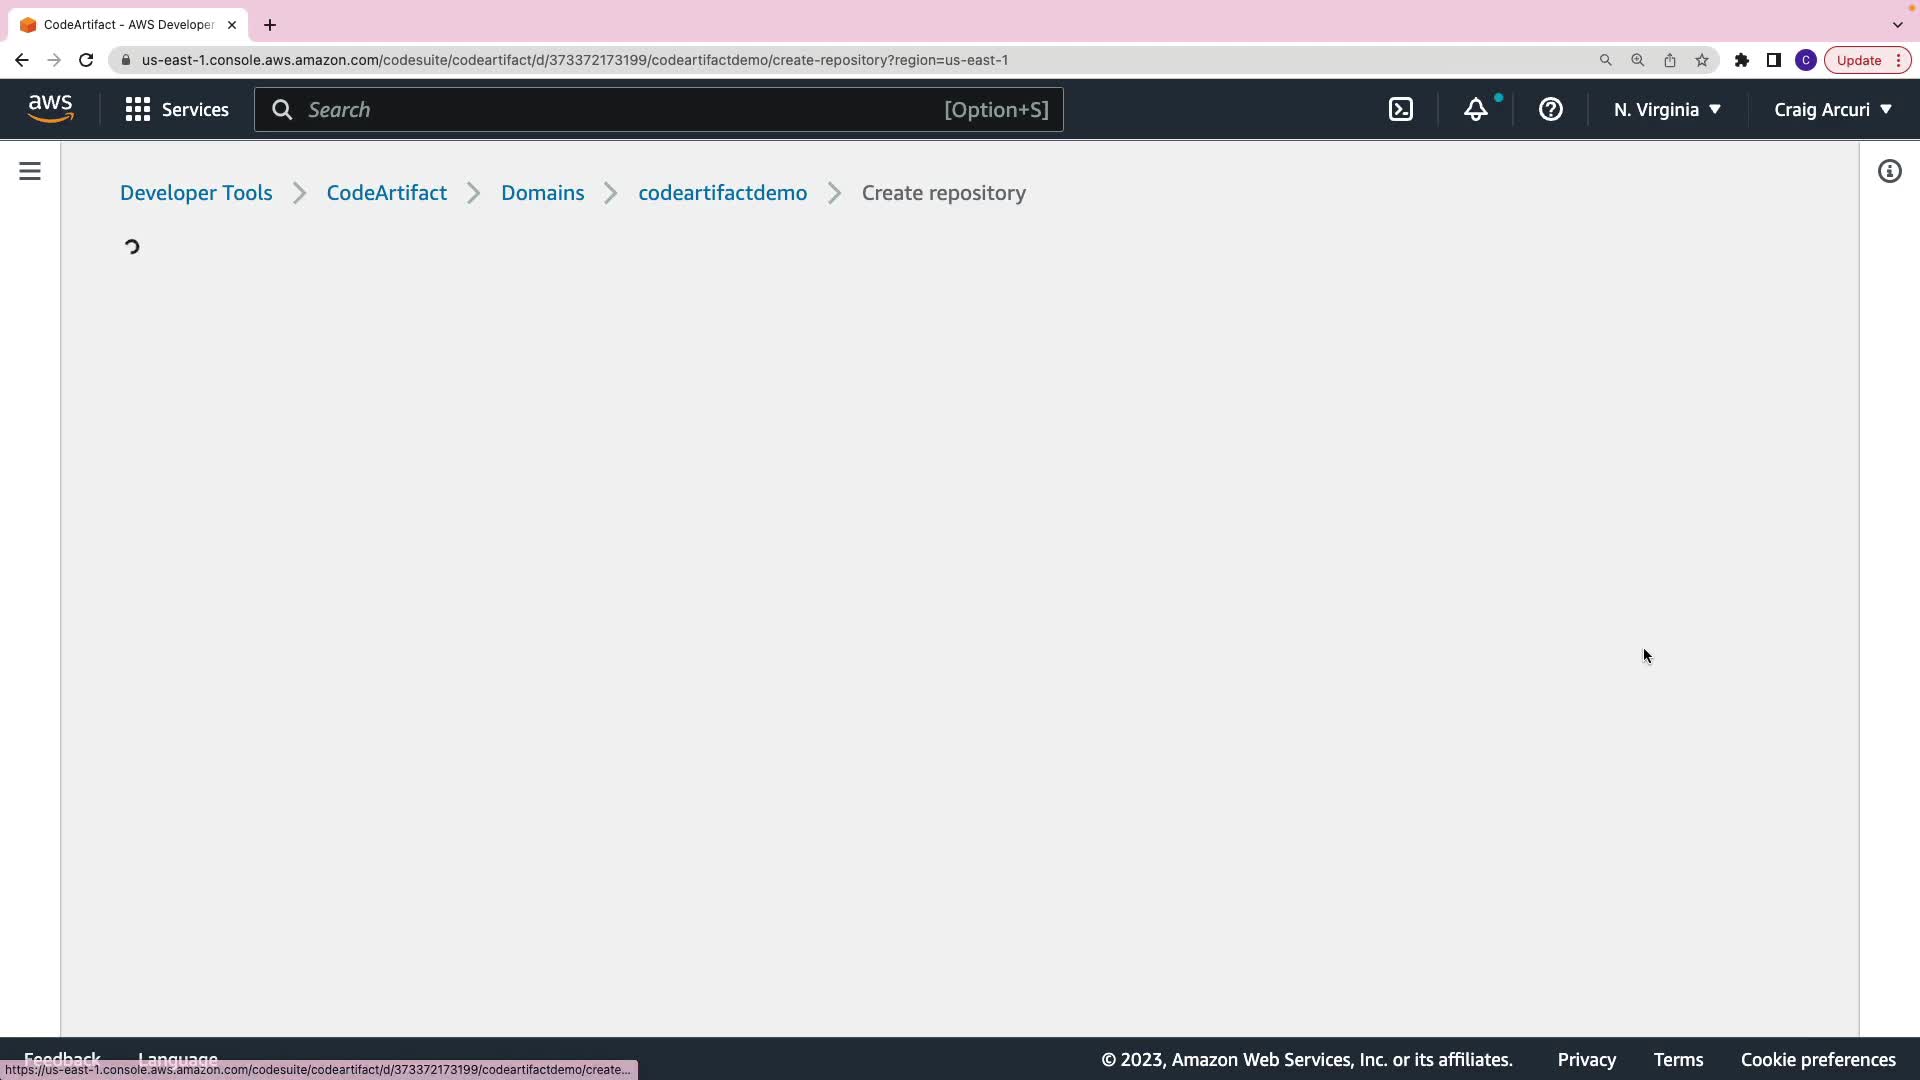 CodeArtifact - AWS Developer
us-east-1.console.aws.amazon.com/codesuite/codeartifact/d/373372173199/codeartifactdemo/create-repository?region=us-east-1
C
Update
aws
Services
Search
[Option+S]
N. Virginia
Craig Arcuri
Developer Tools
CodeArtifact
Domains
codeartifactdemo
Create repository
Feedback
Language
© 2023, Amazon Web Services, Inc. or its affiliates.
Privacy
Terms
Cookie preferences
https://us-east-1.console.aws.amazon.com/codesuite/codeartifact/d/373372173199/codeartifactdemo/create...